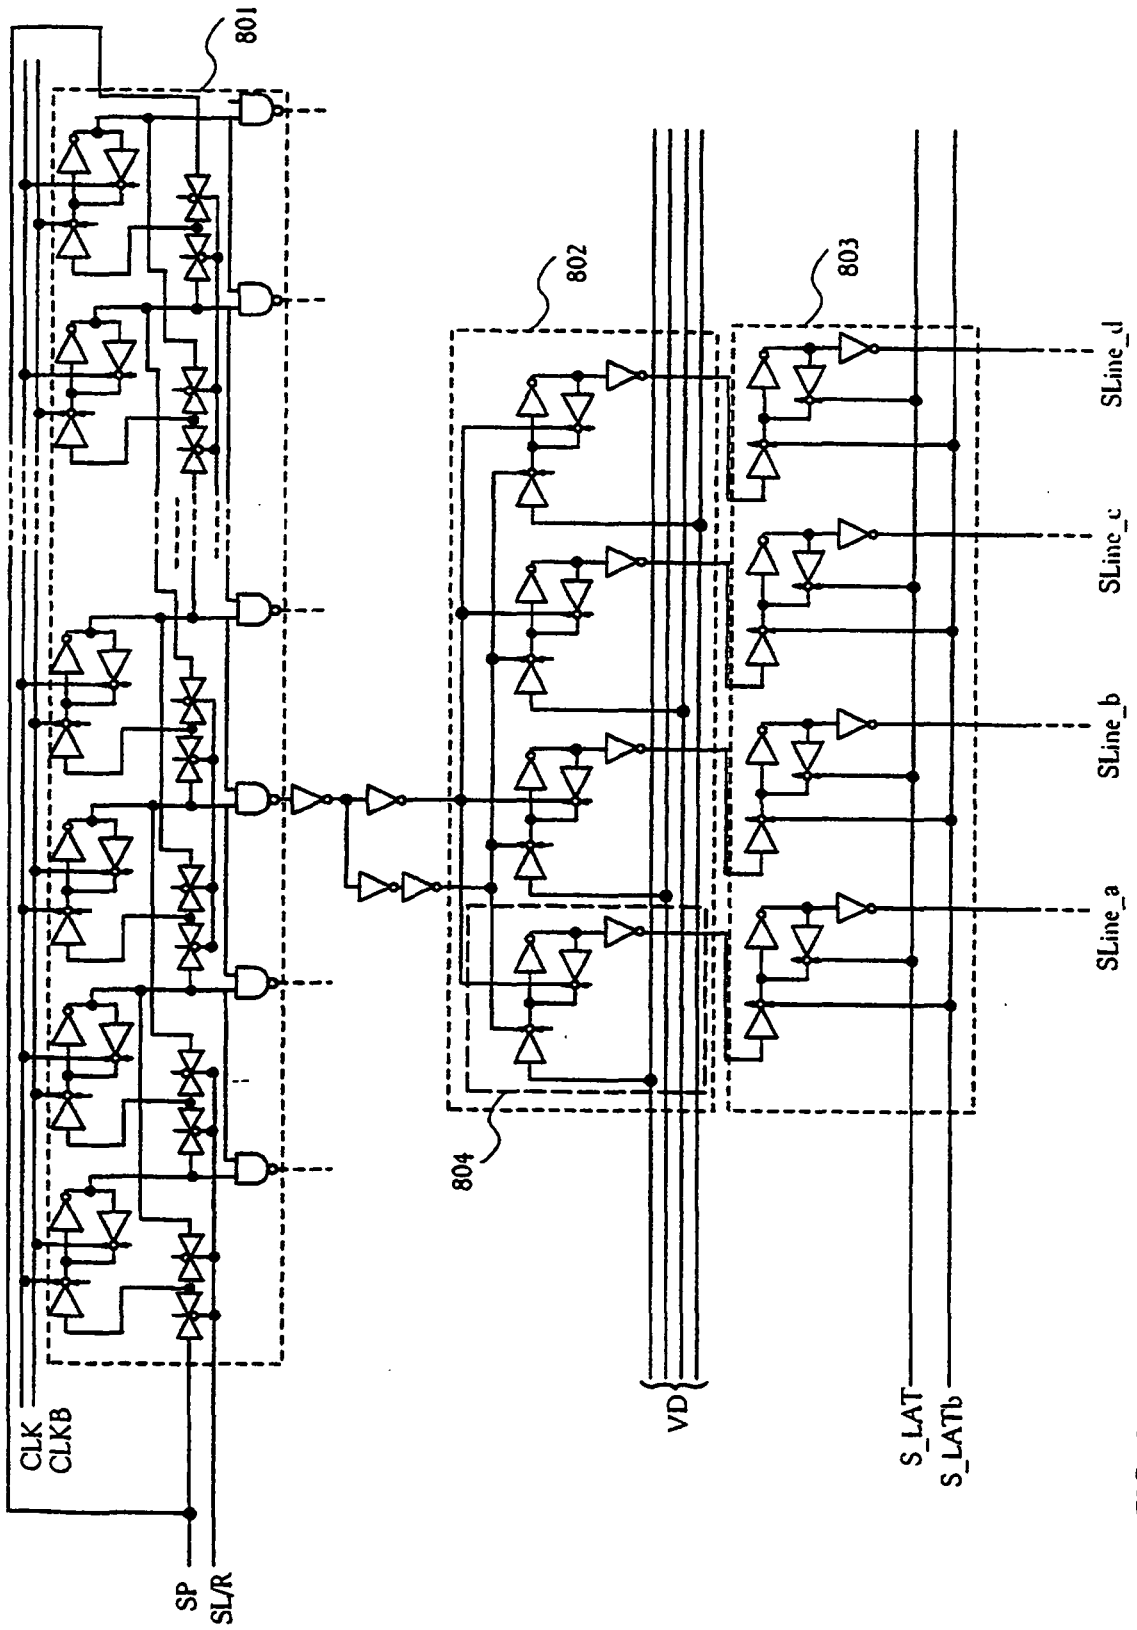 801
CLK
CLKB
SP
SL/R
802
803
804
VD
S_LAT
S_LATb
SLine_a
SLine_b
SLine_c
SLine_d